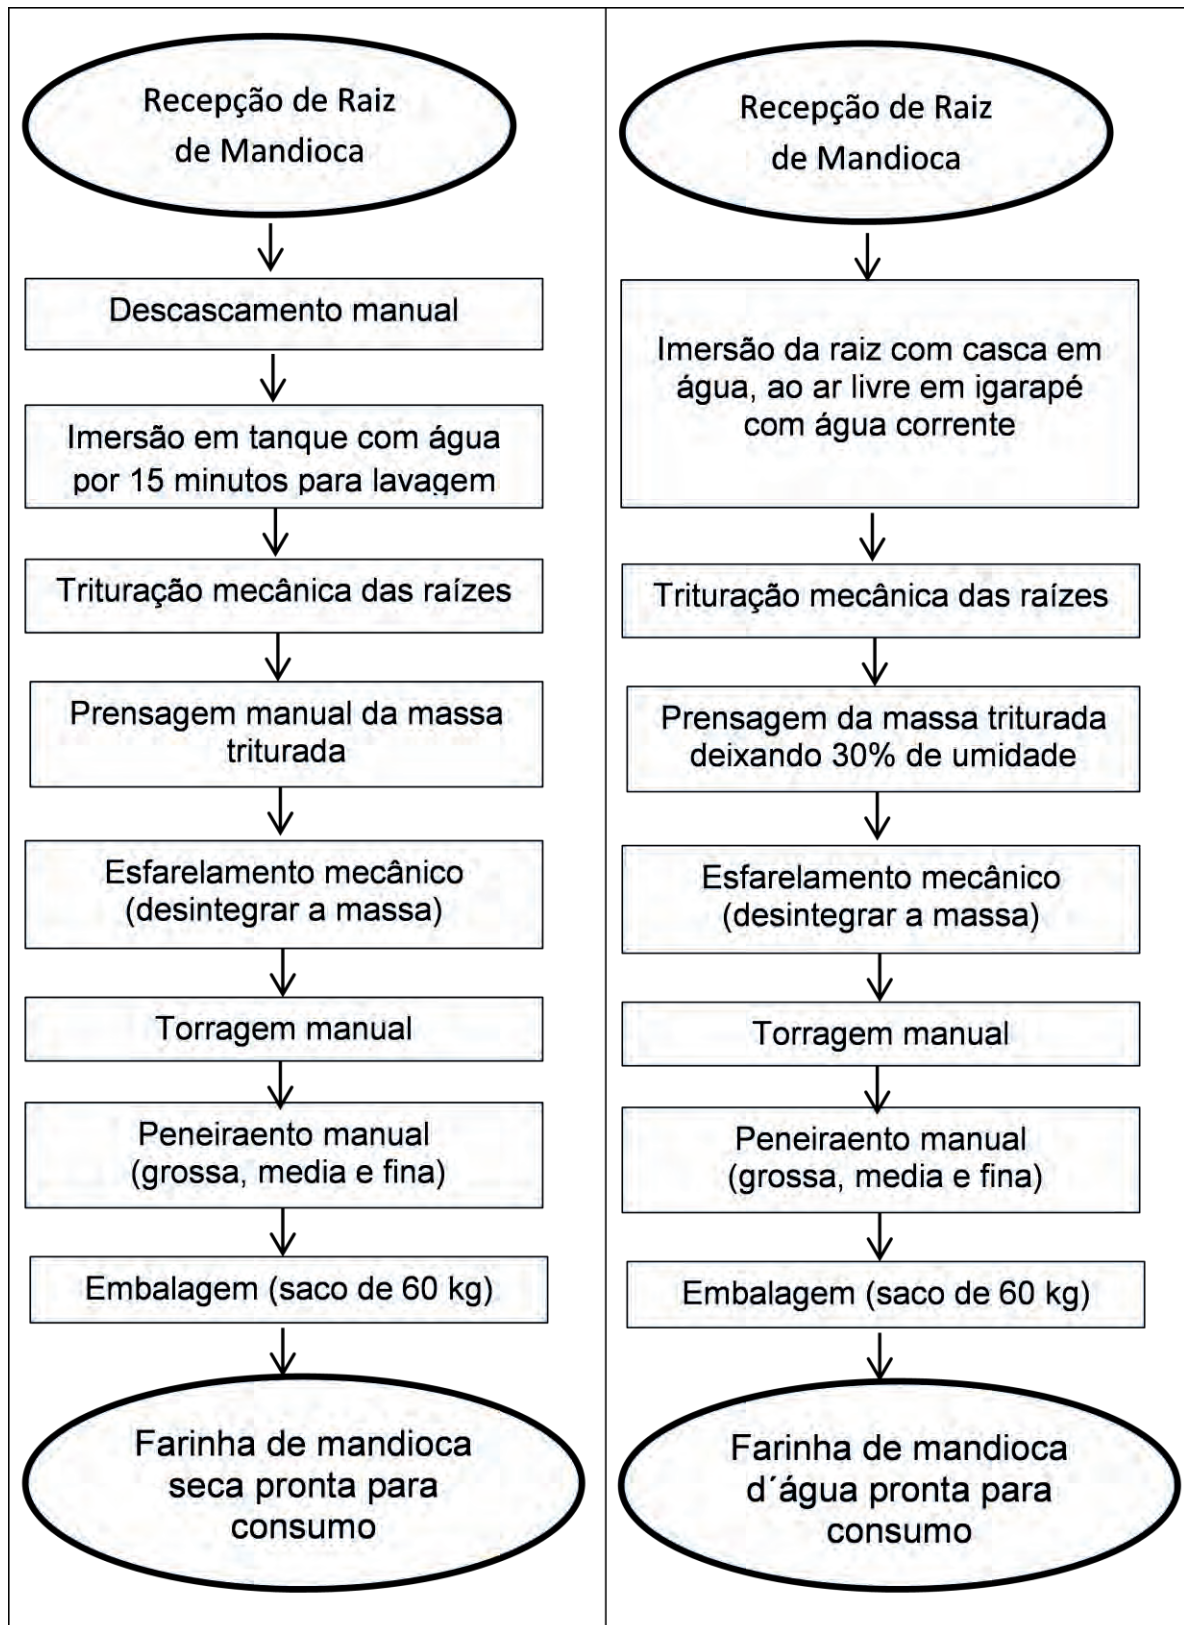 Recepção de Raiz
de Mandioca
Descascamento manual
Imersão em tanque com água
por 15 minutos para lavagem
Trituração mecânica das raízes
Prensagem manual da massa
triturada
Esfarelamento mecânico
(desintegrar a massa)
Torragem manual
Peneiraento manual
(grossa, media e fina)
Embalagem (saco de 60 kg)
Farinha de mandioca
seca pronta para
consumo
Recepção de Raiz
de Mandioca
Imersão da raiz com casca em
água, ao ar livre em igarapé
com água corrente
Trituração mecânica das raízes
Prensagem da massa triturada
deixando 30% de umidade
Esfarelamento mecânico
(desintegrar a massa)
Torragem manual
Peneiraento manual
(grossa, media e fina)
Embalagem (saco de 60 kg)
Farinha de mandioca
d´água pronta para
consumo